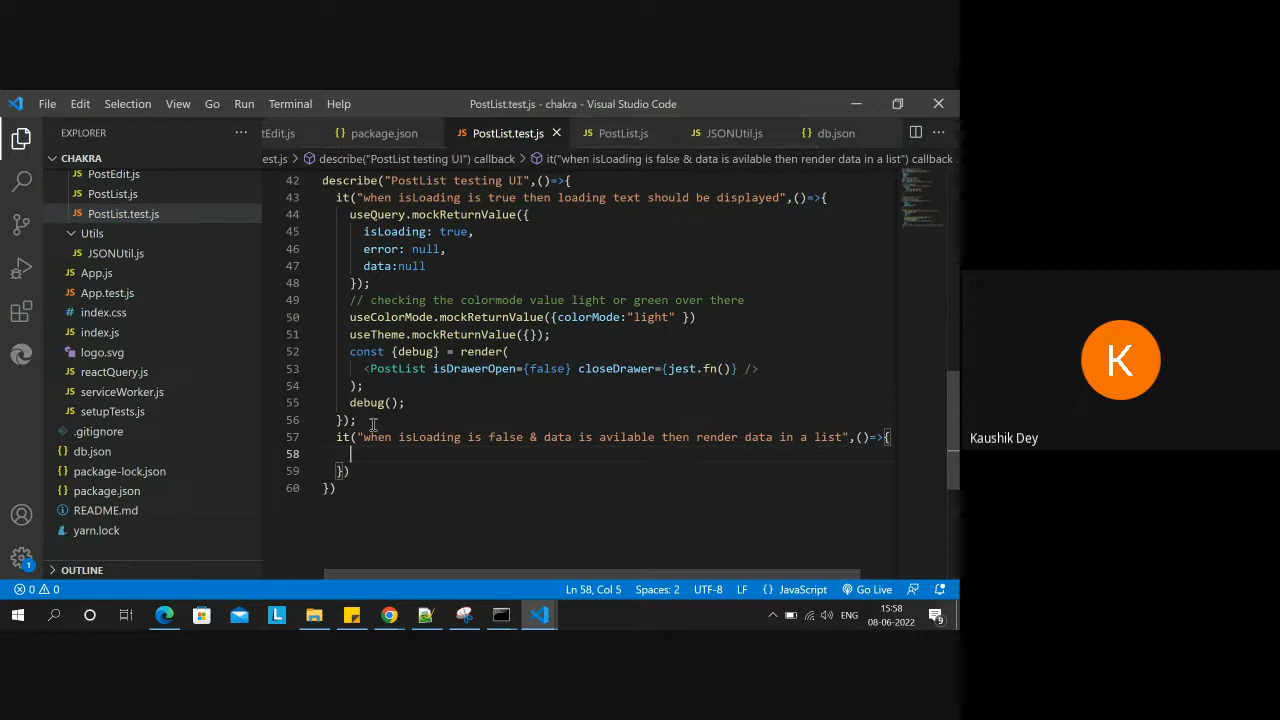 File Edit Selection View Go Run Terminal Help
PostList.test.js - chakra - Visual Studio Code
EXPLORER
tEdit.js
package.json
PostList.test.js
PostList.js
JSONUtil.js
db.json
CHAKRA
est.js > describe("PostList testing UI") callback > it("when isLoading is false & data is avilable then render data in a list") callback
PostEdit.js
PostList.js
PostList.test.js
Utils
JSONUtil.js
App.js
App.test.js
index.css
index.js
logo.svg
reactQuery.js
serviceWorker.js
setupTests.js
.gitignore
db.json
package-lock.json
package.json
README.md
yarn.lock
OUTLINE
42 describe("PostList testing UI",()=>{
43 it("when isLoading is true then loading text should be displayed",()=>{
44 useQuery.mockReturnValue({
45 isLoading: true,
46 error: null,
47 data:null
48 });
49 // checking the colormode value light or green over there
50 useColorMode.mockReturnValue({colorMode:"light" })
51 useTheme.mockReturnValue({});
52 const {debug} = render(
53 <PostList isDrawerOpen={false} closeDrawer={jest.fn()} />
54 );
55 debug();
56 });
57 it("when isLoading is false & data is avilable then render data in a list",()=>{
58
59 })
60 })
K
Kaushik Dey
1
0 0
Ln 58, Col 5 Spaces: 2 UTF-8 LF {} JavaScript Go Live
L
ENG
15:58
08-06-2022
9